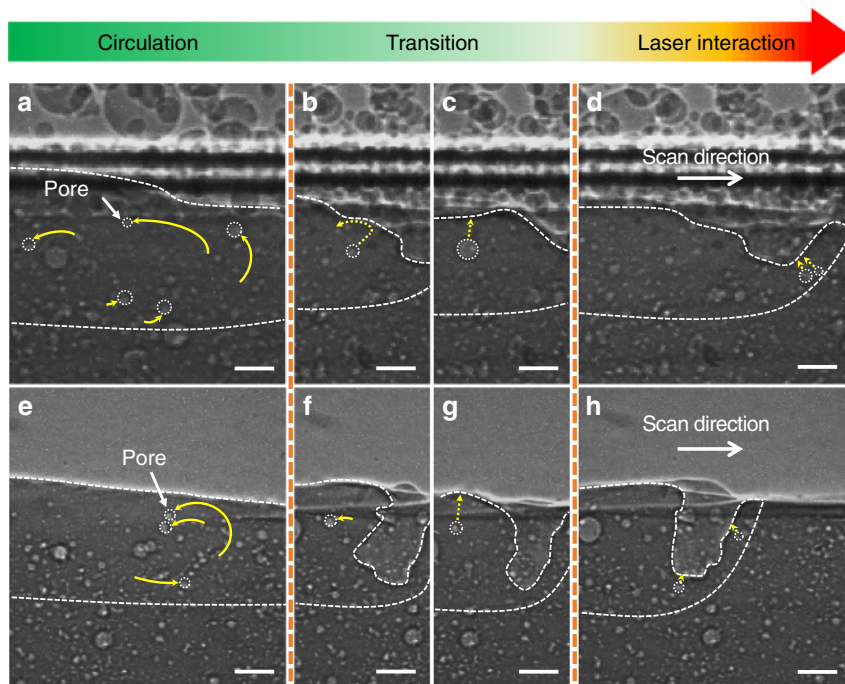 Circulation
Transition
Laser interaction
a
b
c
d
Pore
Scan direction
e
f
g
h
Pore
Scan direction